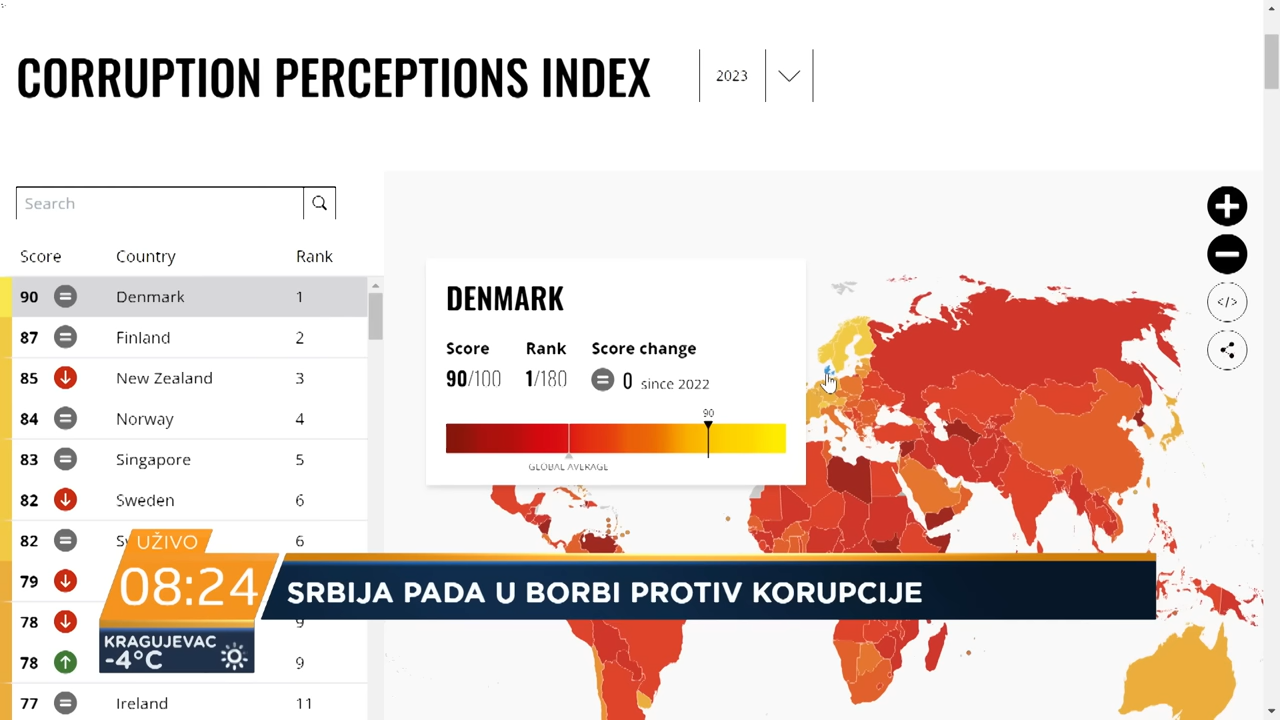 CORRUPTION PERCEPTIONS INDEX
2023
Search
Score Country Rank
90 Denmark 1
87 Finland 2
85 New Zealand 3
84 Norway 4
83 Singapore 5
82 Sweden 6
82 6
79
78 9
78 9
77 Ireland 11
DENMARK
Score Rank Score change
90/100 1/180 0 since 2022
90
GLOBAL AVERAGE
</>
UŽIVO
08:24
SRBIJA PADA U BORBI PROTIV KORUPCIJE
KRAGUJEVAC
-4°C